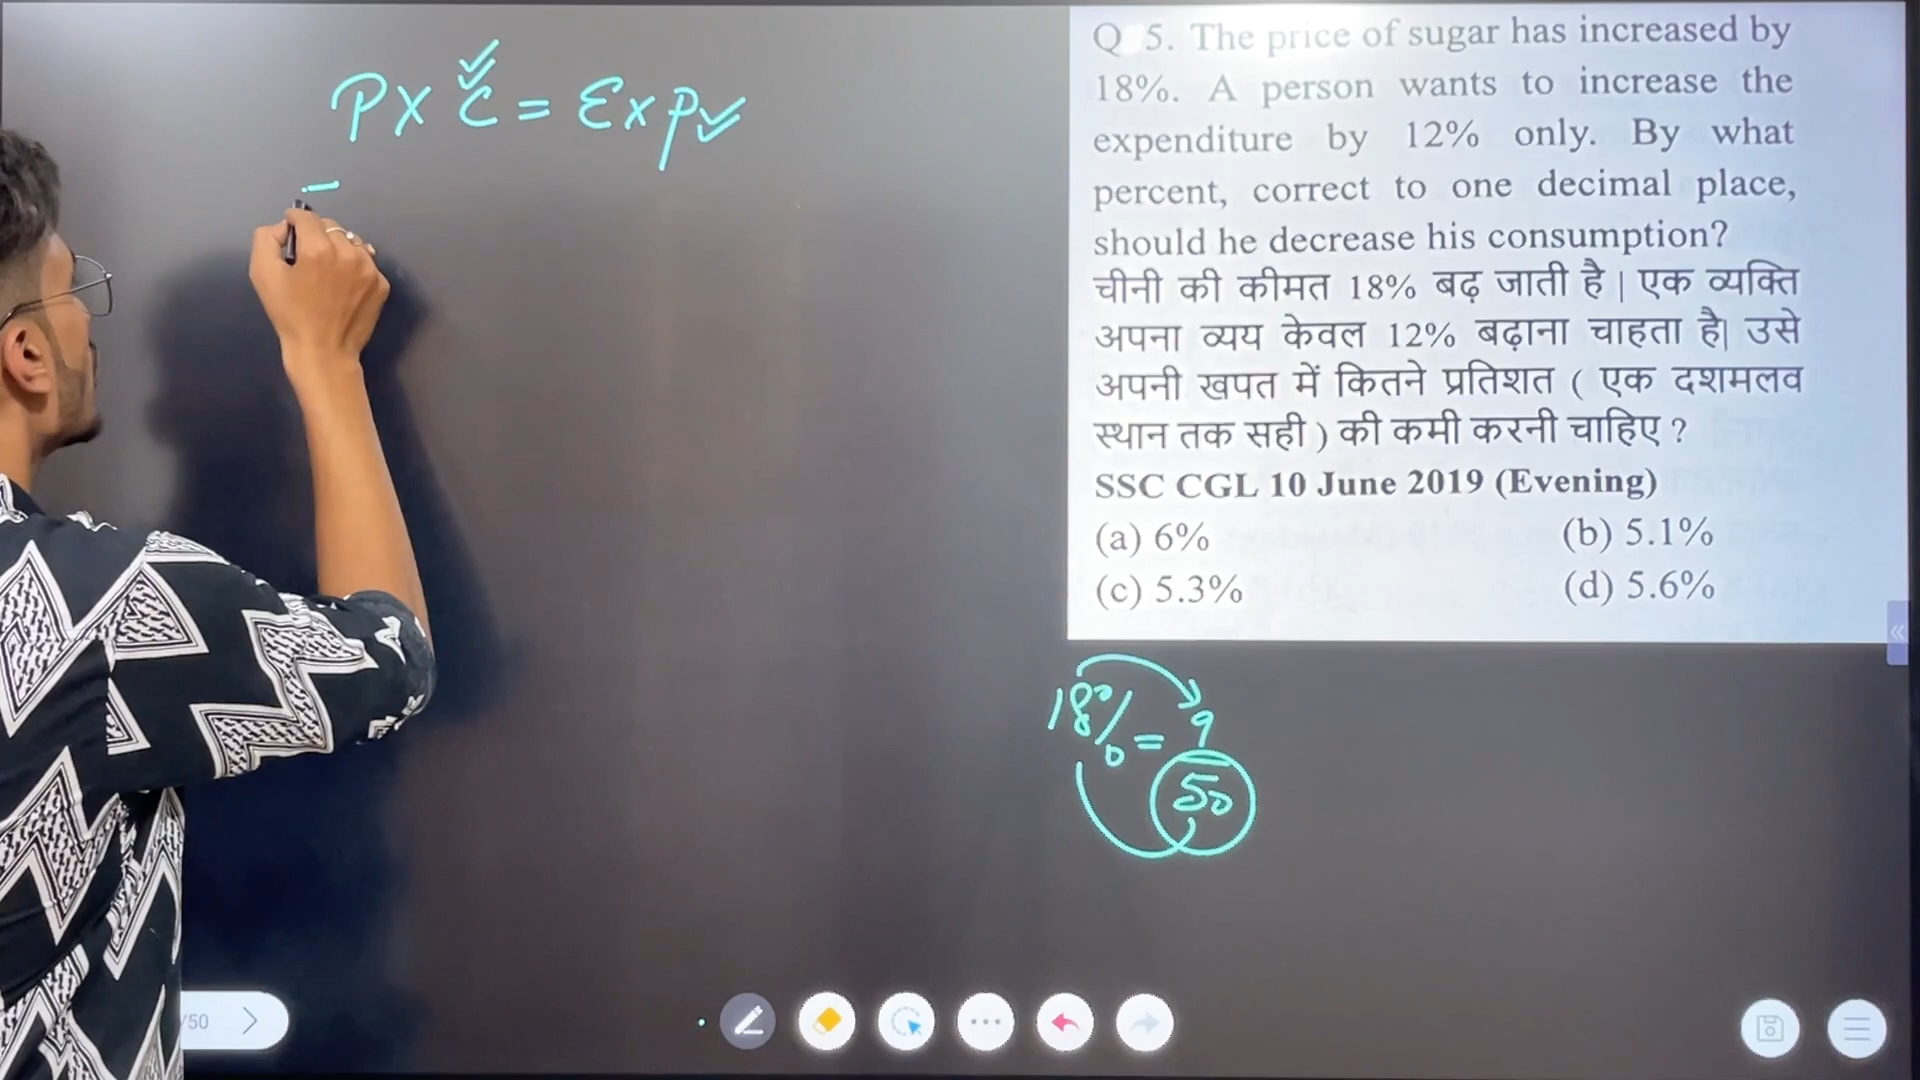 P × C = Exp
Q 5. The price of sugar has increased by
18%. A person wants to increase the
expenditure by 12% only. By what
percent, correct to one decimal place,
should he decrease his consumption?
चीनी की कीमत 18% बढ़ जाती है | एक व्यक्ति
अपना व्यय केवल 12% बढ़ाना चाहता है| उसे
अपनी खपत में कितने प्रतिशत ( एक दशमलव
स्थान तक सही ) की कमी करनी चाहिए ?
SSC CGL 10 June 2019 (Evening)
(a) 6% (b) 5.1%
(c) 5.3% (d) 5.6%
18% = 9
50
/50